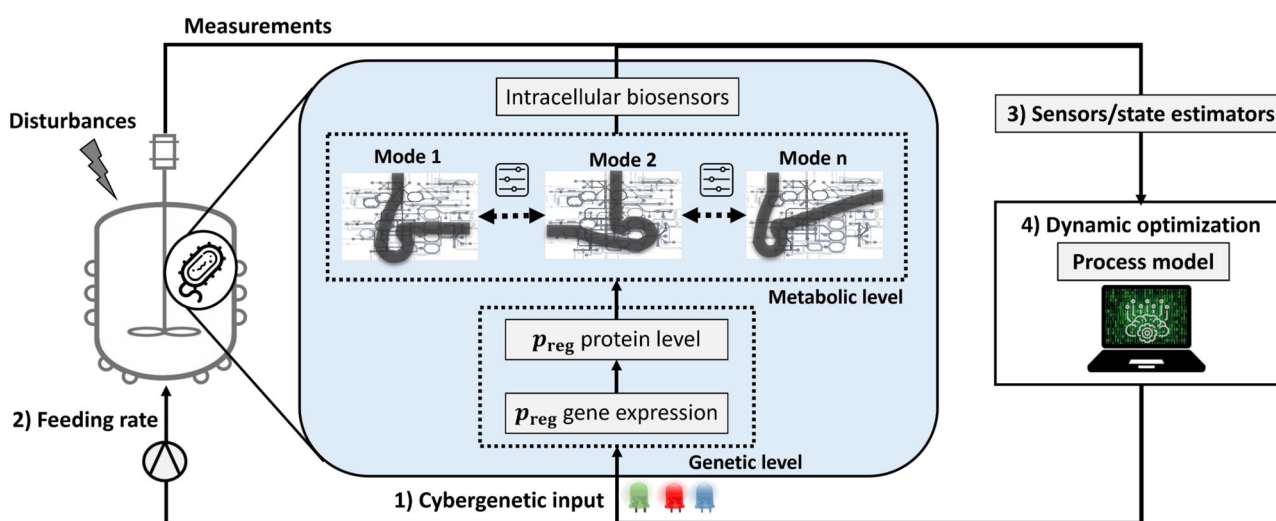 Measurements
Intracellular biosensors
Disturbances
3) Sensors/state estimators
Mode 1
Mode 2
Mode n
4) Dynamic optimization
Process model
Metabolic level
p_reg protein level
2) Feeding rate
p_reg gene expression
Genetic level
1) Cybergenetic input